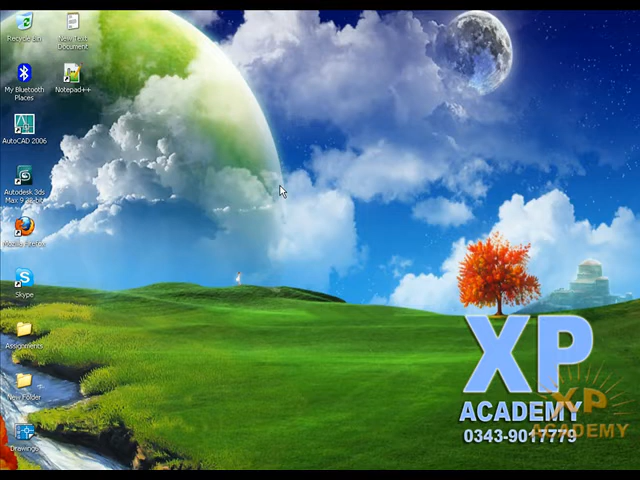 Recycle Bin
New Text
Document
My Bluetooth
Places
Notepad++
AutoCAD 2006
Autodesk 3ds
Max 9 32-bit
Mozilla Firefox
Skype
Assignments
New Folder
Drawings
XP
ACADEMY
0343-9017779
XP
ACADEMY